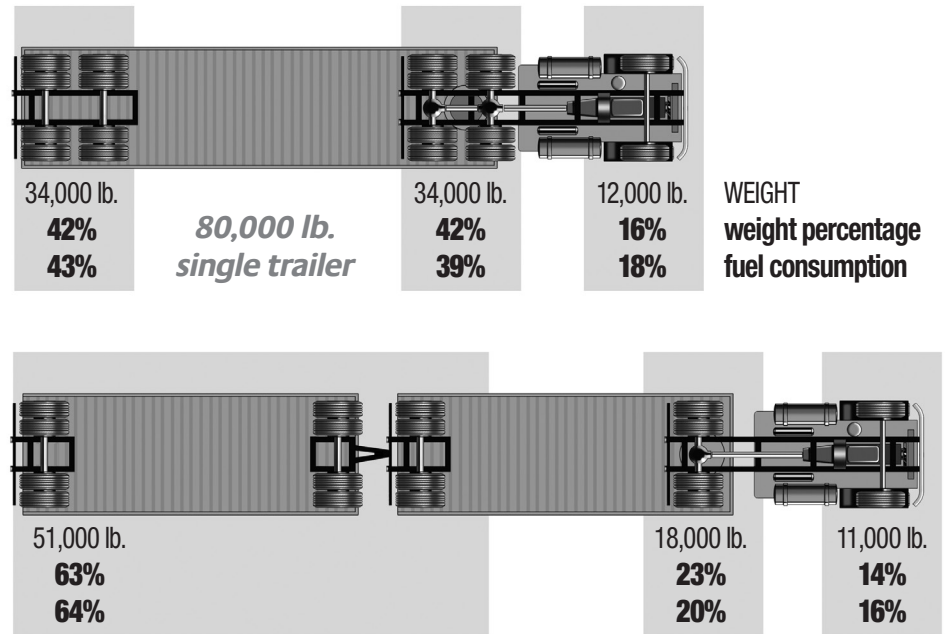 34,000 lb.
42%
43%
80,000 lb.
single trailer
34,000 lb.
42%
39%
12,000 lb.
16%
18%
WEIGHT
weight percentage
fuel consumption
51,000 lb.
63%
64%
18,000 lb.
23%
20%
11,000 lb.
14%
16%